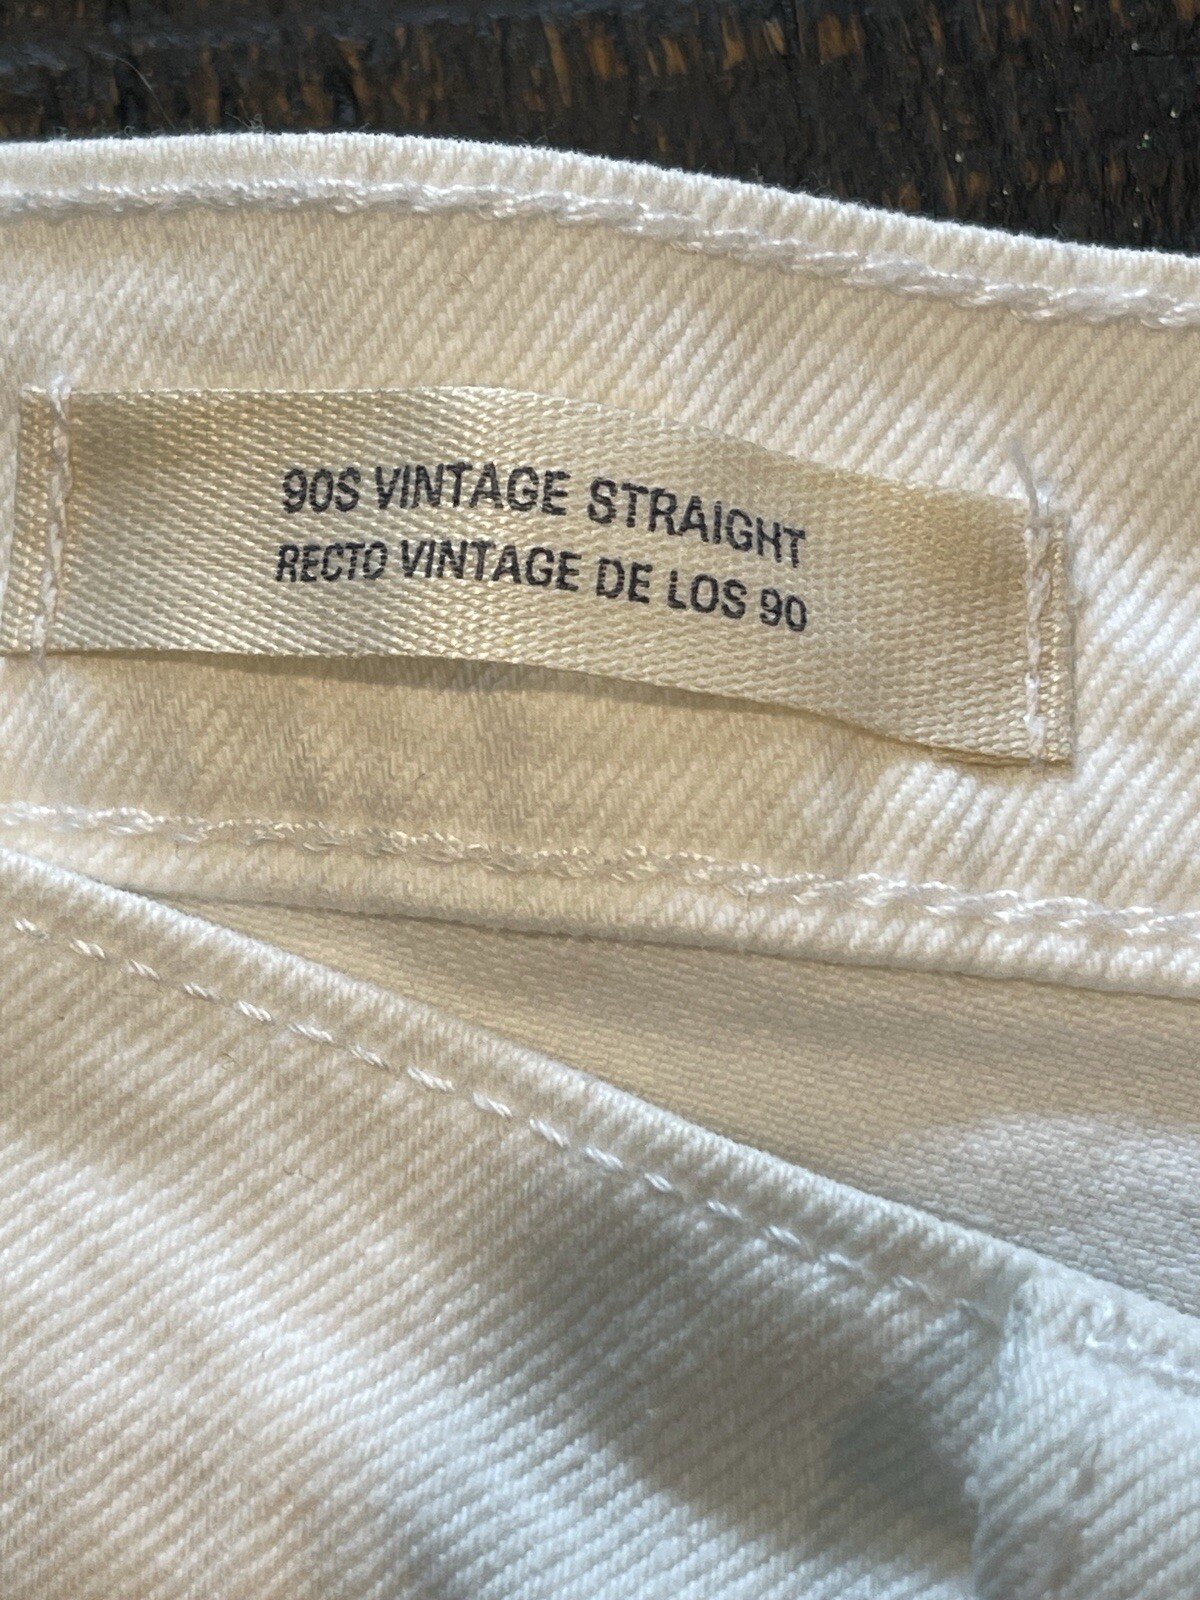 90S VINTAGE STRAIGHT
RECTO VINTAGE DE LOS 90